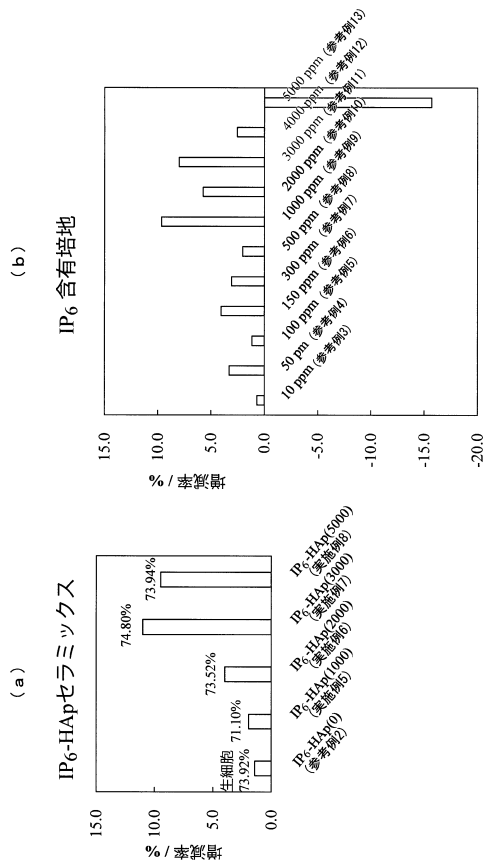 (a)
IP6-HApセラミックス
増減率 / %
15.0
10.0
5.0
0.0
生細胞
73.92%
71.10%
73.52%
74.80%
73.94%
IP6-HAp(0)
(参考例2)
IP6-HAp(1000)
(実施例5)
IP6-HAp(2000)
(実施例6)
IP6-HAp(3000)
(実施例7)
IP6-HAp(5000)
(実施例8)
(b)
IP6 含有培地
増減率 / %
15.0
10.0
5.0
0.0
-5.0
-10.0
-15.0
-20.0
10 ppm (参考例3)
50 pm (参考例4)
100 ppm (参考例5)
150 ppm (参考例6)
300 ppm (参考例7)
500 ppm (参考例8)
1000 ppm (参考例9)
2000 ppm (参考例10)
3000 ppm (参考例11)
4000 ppm (参考例12)
5000 ppm (参考例13)